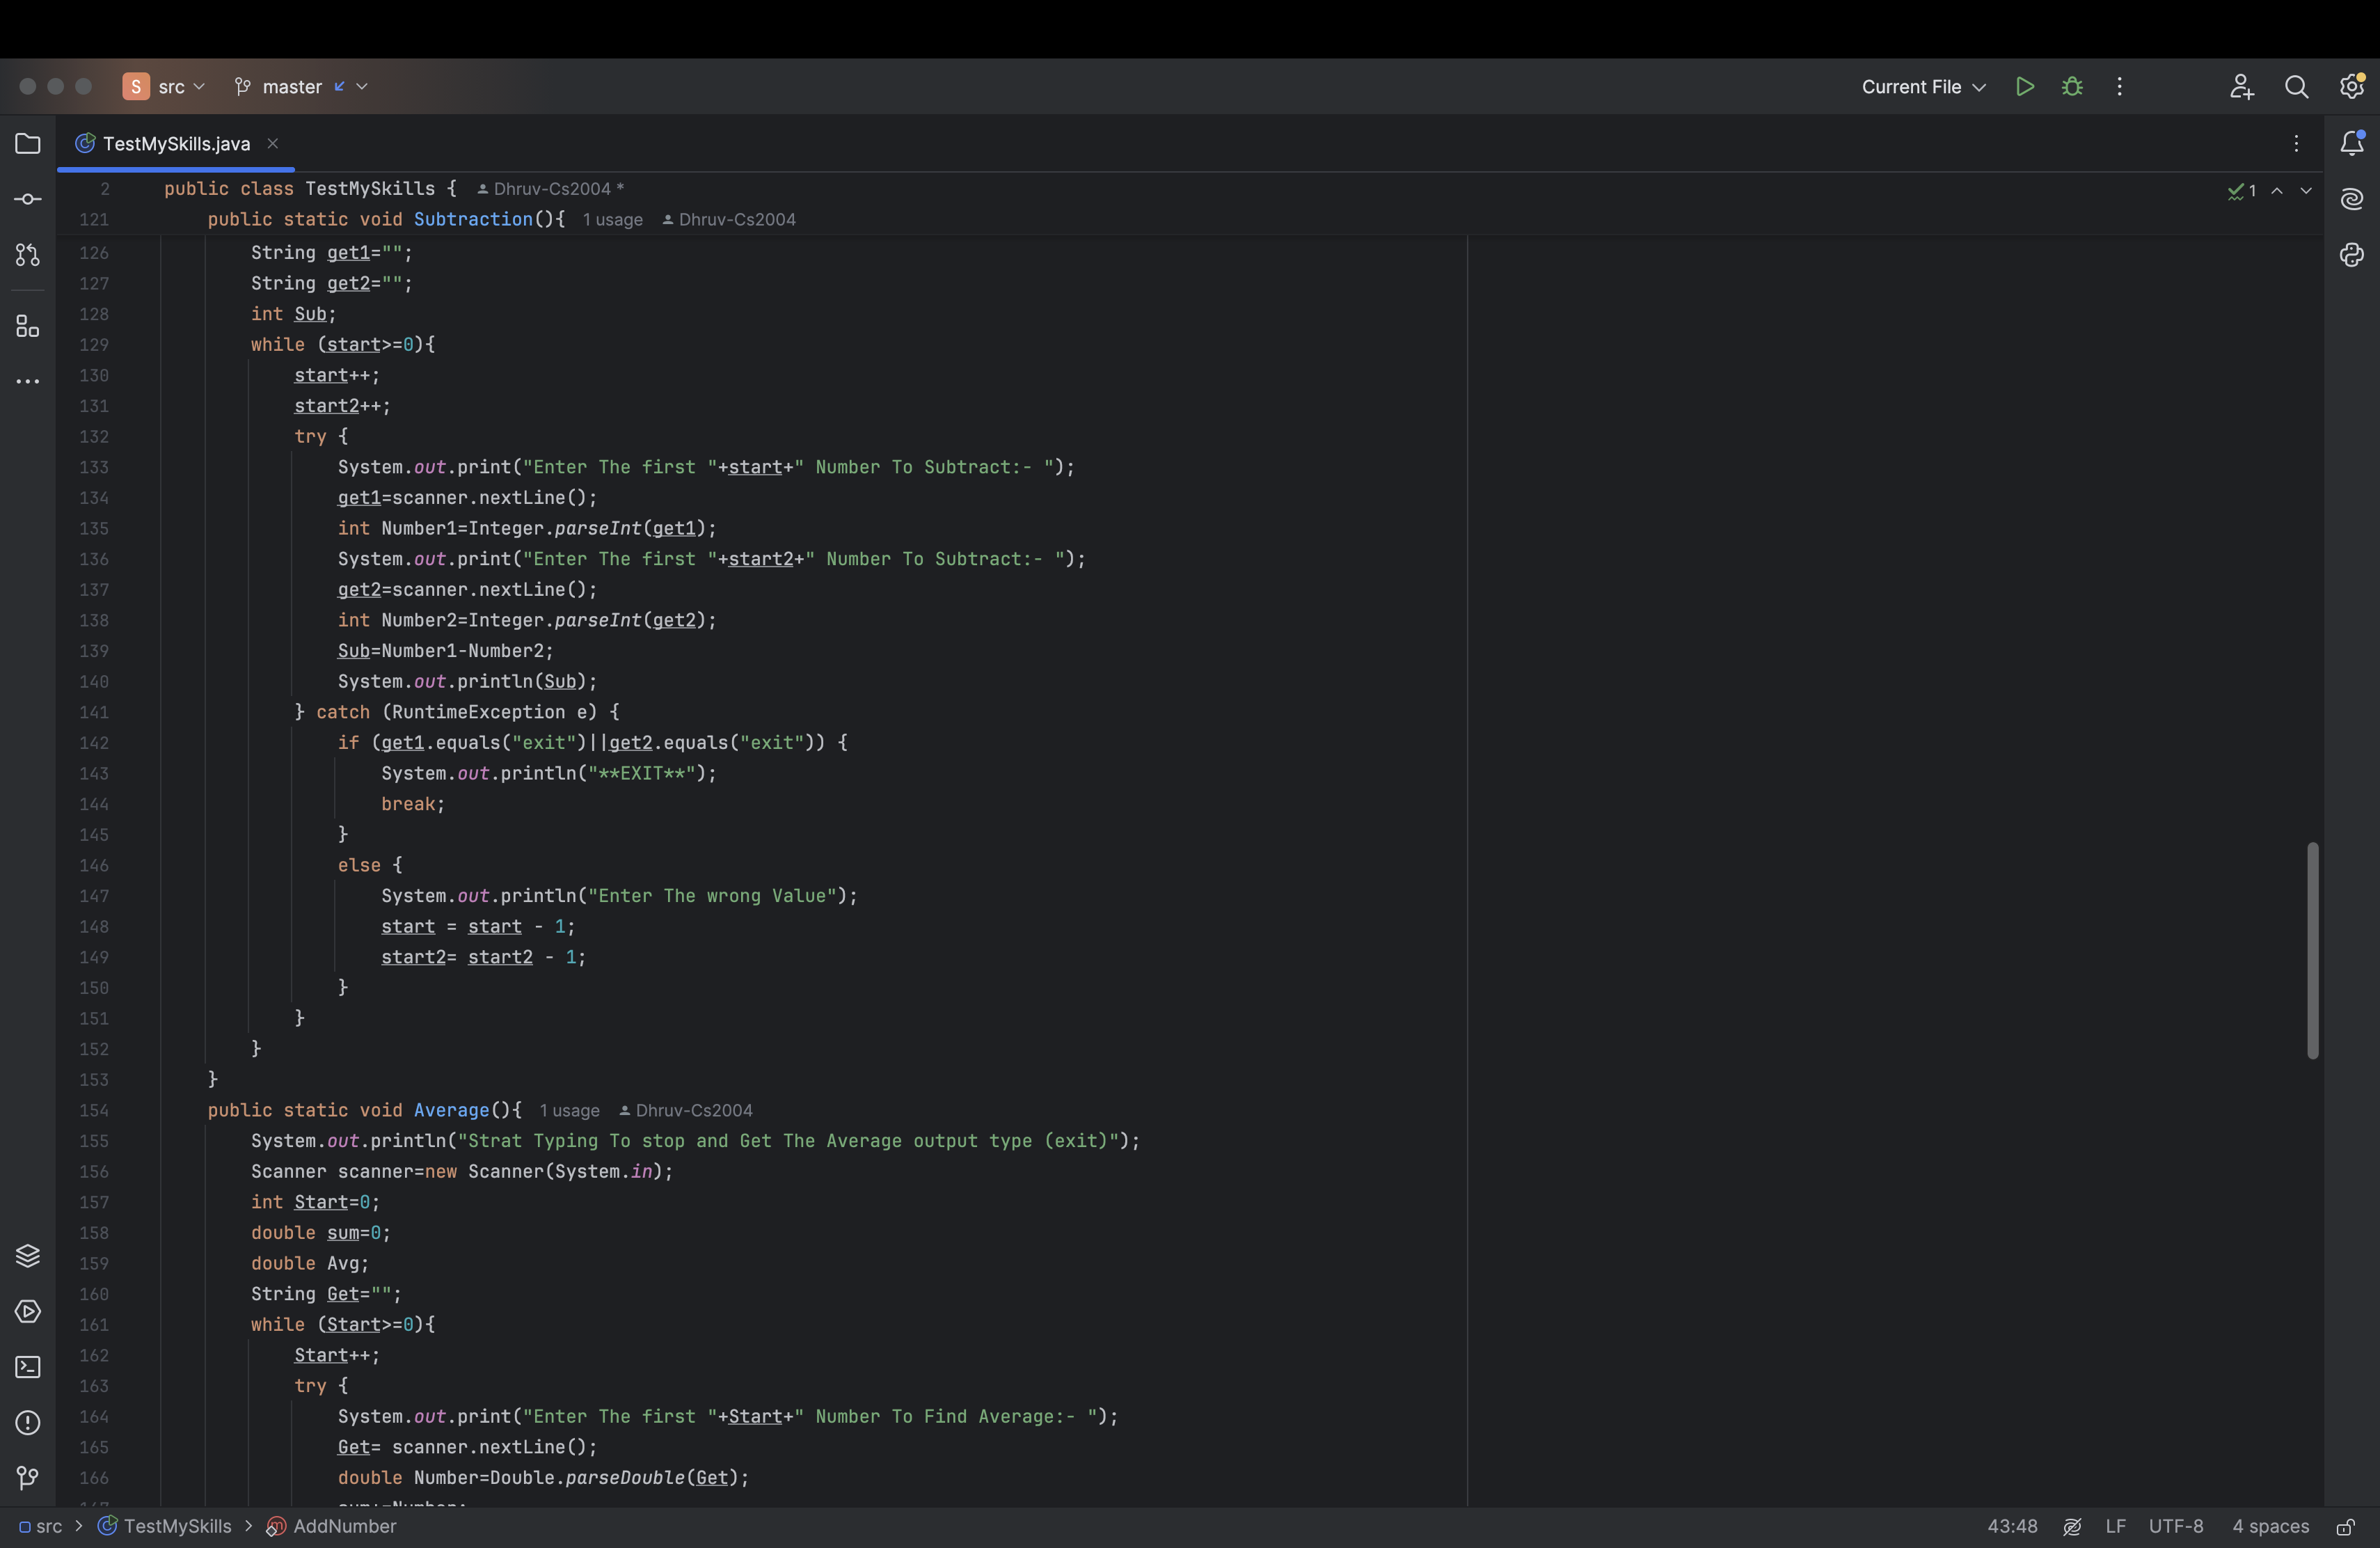 S src master
Current File
TestMySkills.java
2 public class TestMySkills { Dhruv-Cs2004 *
1
121 public static void Subtraction(){ 1 usage Dhruv-Cs2004
126 String get1="";
127 String get2="";
128 int Sub;
129 while (start>=0){
130 start++;
131 start2++;
132 try {
133 System.out.print("Enter The first "+start+" Number To Subtract:- ");
134 get1=scanner.nextLine();
135 int Number1=Integer.parseInt(get1);
136 System.out.print("Enter The first "+start2+" Number To Subtract:- ");
137 get2=scanner.nextLine();
138 int Number2=Integer.parseInt(get2);
139 Sub=Number1-Number2;
140 System.out.println(Sub);
141 } catch (RuntimeException e) {
142 if (get1.equals("exit")||get2.equals("exit")) {
143 System.out.println("**EXIT**");
144 break;
145 }
146 else {
147 System.out.println("Enter The wrong Value");
148 start = start - 1;
149 start2= start2 - 1;
150 }
151 }
152 }
153 }
154 public static void Average(){ 1 usage Dhruv-Cs2004
155 System.out.println("Strat Typing To stop and Get The Average output type (exit)");
156 Scanner scanner=new Scanner(System.in);
157 int Start=0;
158 double sum=0;
159 double Avg;
160 String Get="";
161 while (Start>=0){
162 Start++;
163 try {
164 System.out.print("Enter The first "+Start+" Number To Find Average:- ");
165 Get= scanner.nextLine();
166 double Number=Double.parseDouble(Get);
src > TestMySkills > AddNumber
43:48 LF UTF-8 4 spaces